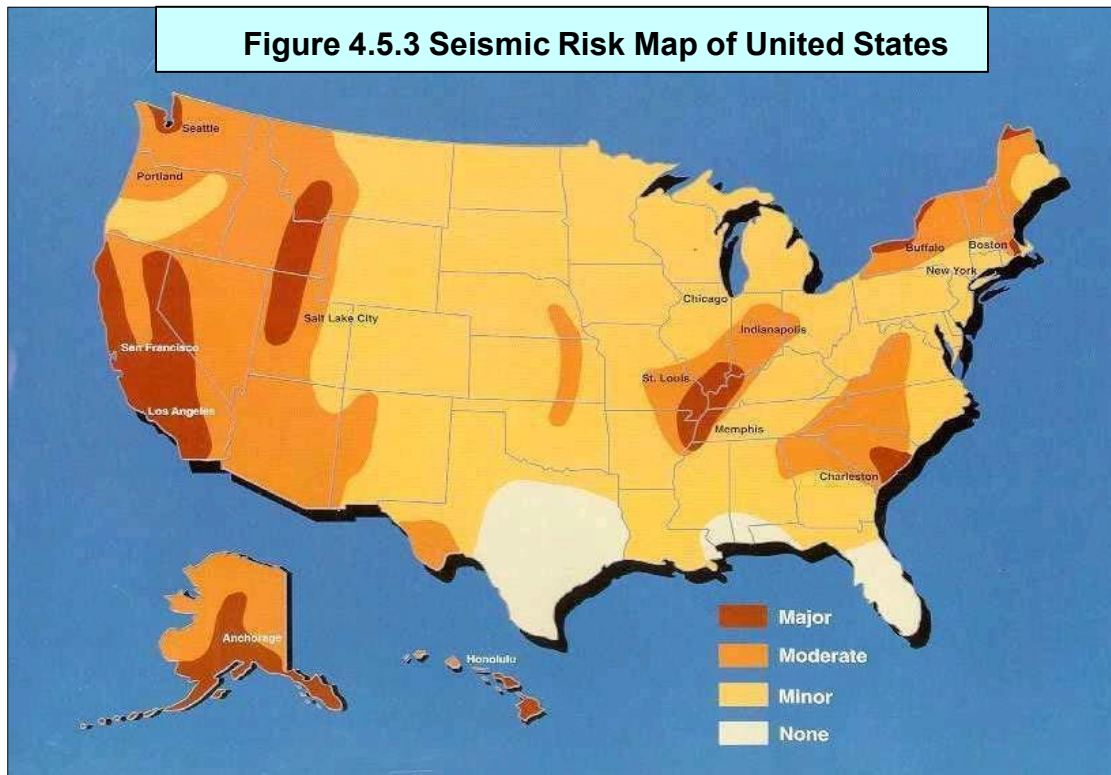 Figure 4.5.3 Seismic Risk Map of United States
Seattle
Portland
Buffalo
Boston
New York
Chicago
Salt Lake City
Indianapolis
San Francisco
St. Louis
Los Angeles
Memphis
Charleston
Anchorage
Honolulu
Major
Moderate
Minor
None